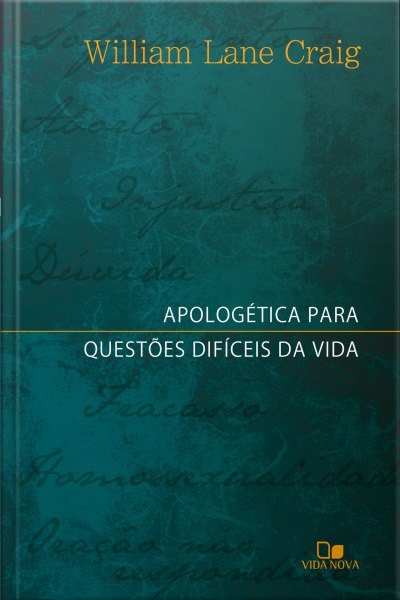 William Lane Craig
Sofrimento
Aborto
Injustiça
Dúvida
APOLOGÉTICA PARA
QUESTÕES DIFÍCEIS DA VIDA
Fracasso
Homossexualidade
Oração não
respondida
VIDA NOVA